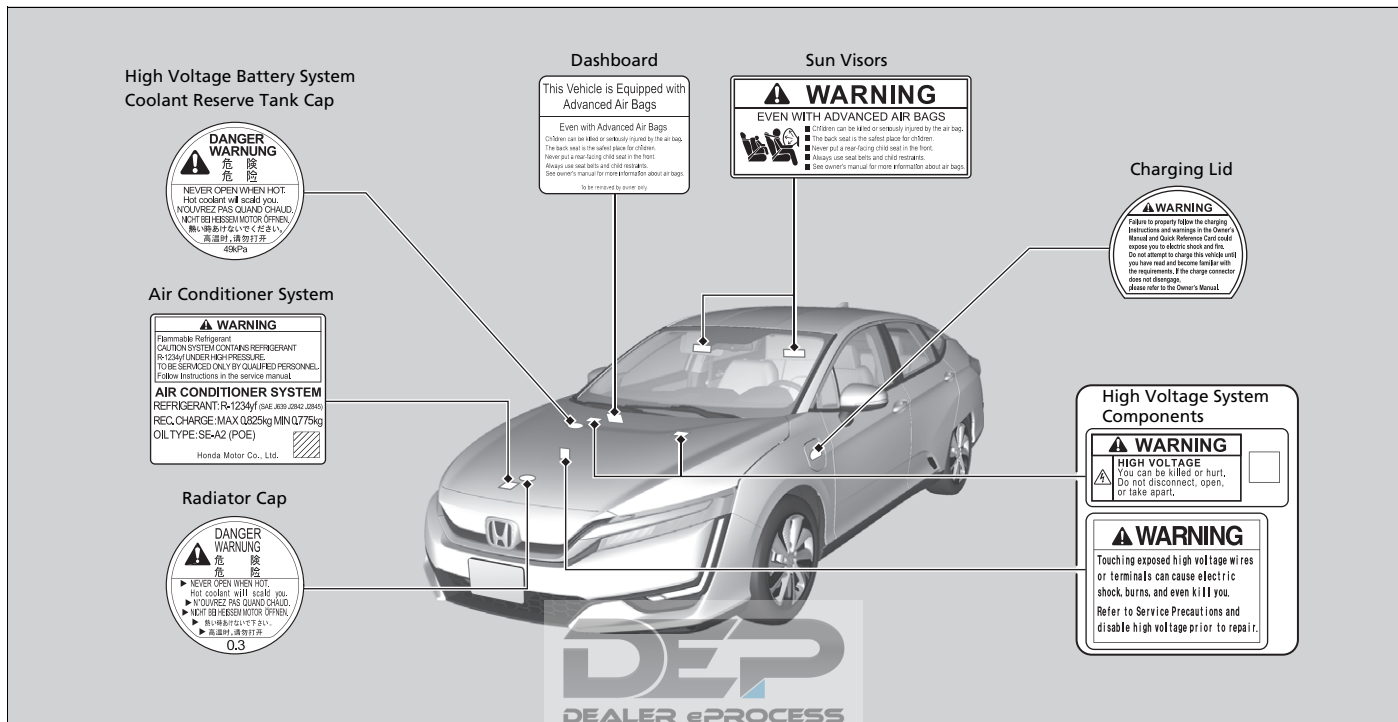 High Voltage Battery System
Coolant Reserve Tank Cap
DANGER
WARNUNG
危 険
危 险
NEVER OPEN WHEN HOT.
Hot coolant will scald you.
N'OUVREZ PAS QUAND CHAUD.
NICHT BEI HEISSEM MOTOR ÖFFNEN.
熱い時あけないでください。
高温时,请勿打开
49kPa
Dashboard
This Vehicle is Equipped with
Advanced Air Bags
Even with Advanced Air Bags
Children can be killed or seriously injured by the air bag.
The back seat is the safest place for children.
Never put a rear-facing child seat in the front.
Always use seat belts and child restraints.
See owner's manual for more information about air bags.
To be removed by owner only.
Sun Visors
WARNING
EVEN WITH ADVANCED AIR BAGS
■ Children can be killed or seriously injured by the air bag.
■ The back seat is the safest place for children.
■ Never put a rear-facing child seat in the front.
■ Always use seat belts and child restraints.
■ See owner's manual for more information about air bags.
Charging Lid
WARNING
Failure to properly follow the charging
Instructions and warnings in the Owner's
Manual and Quick Reference Card could
expose you to electric shock and fire.
Do not attempt to charge this vehicle until
you have read and become familiar with
the requirements. If the charge connector
does not disengage,
please refer to the Owner's Manual.
Air Conditioner System
WARNING
Flammable Refrigerant
CAUTION SYSTEM CONTAINS REFRIGERANT
R-1234yf UNDER HIGH PRESSURE.
TO BE SERVICED ONLY BY QUALIFIED PERSONNEL.
Follow Instructions in the service manual.
AIR CONDITIONER SYSTEM
REFRIGERANT: R-1234yf (SAE J639 J2842 J2845)
REC. CHARGE: MAX 0.825kg MIN 0.775kg
OIL TYPE: SE-A2 (POE)
Honda Motor Co., Ltd.
Radiator Cap
DANGER
WARNUNG
危 険
危 险
▶ NEVER OPEN WHEN HOT.
Hot coolant will scald you.
▶ N'OUVREZ PAS QUAND CHAUD.
▶ NICHT BEI HEISSEM MOTOR ÖFFNEN.
▶ 熱い時あけないで下さい.
▶ 高温时,请勿打开
0.3
High Voltage System
Components
WARNING
HIGH VOLTAGE
You can be killed or hurt.
Do not disconnect, open,
or take apart.
WARNING
Touching exposed high voltage wires
or terminals can cause electric
shock, burns, and even kill you.
Refer to Service Precautions and
disable high voltage prior to repair.
DEP
DEALER ePROCESS